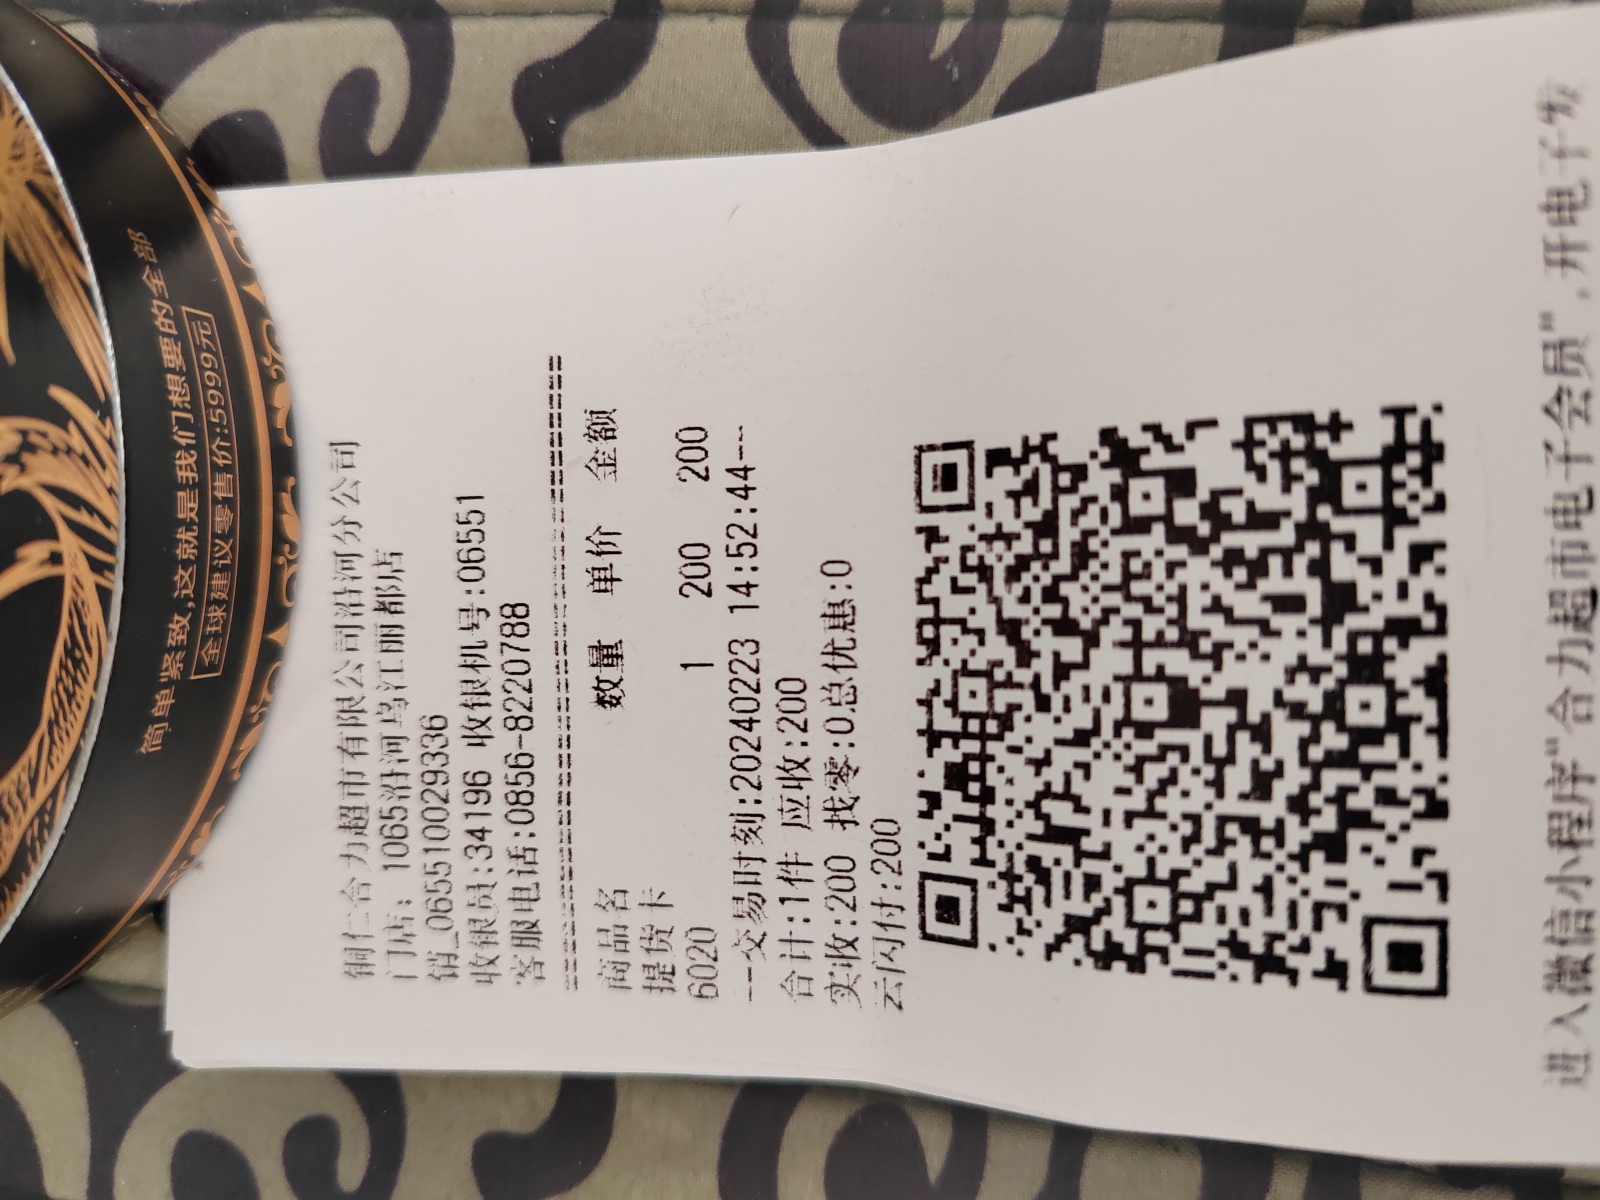 简单紧致,这就是我们想要的全部
全球建议零售价:5999元
铜仁合力超市有限公司沿河分公司
门店: 1065沿河乌江丽都店
销_0655100293​36
收银员:34196 收银机号:06551
客服电话:0856-8220788
商品名 数量 单价 金额
提货卡
6020 1 200 200
--交易时刻:20240223 14:52:44--
合计:1件 应收:200
实收:200 找零:0总优惠:0
云闪付:200
进入微信小程序"合力超市电子会员",开电子发